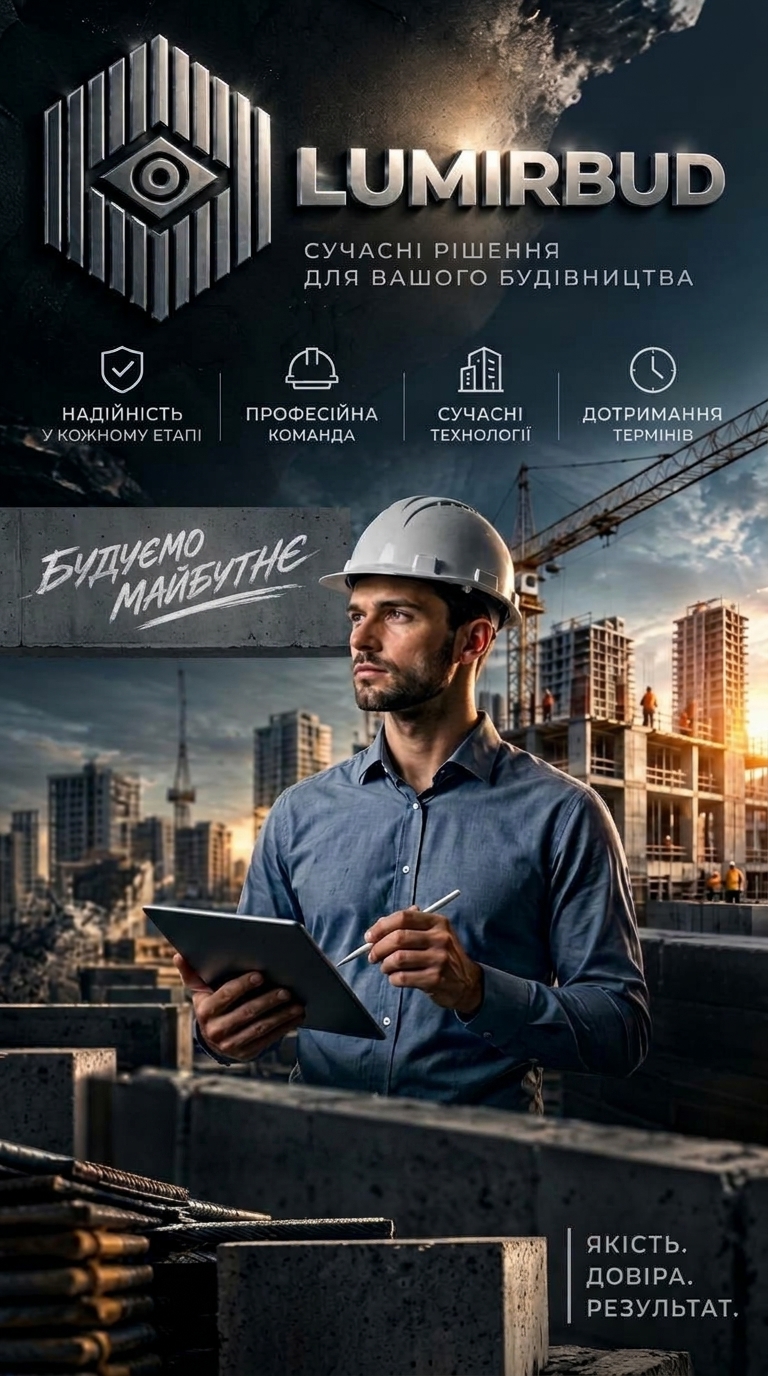 LUMIRBUD
СУЧАСНІ РІШЕННЯ
ДЛЯ ВАШОГО БУДІВНИЦТВА
НАДІЙНІСТЬ
У КОЖНОМУ ЕТАПІ
ПРОФЕСІЙНА
КОМАНДА
СУЧАСНІ
ТЕХНОЛОГІЇ
ДОТРИМАННЯ
ТЕРМІНІВ
БУДУЄМО
МАЙБУТНЄ
ЯКІСТЬ.
ДОВІРА.
РЕЗУЛЬТАТ.